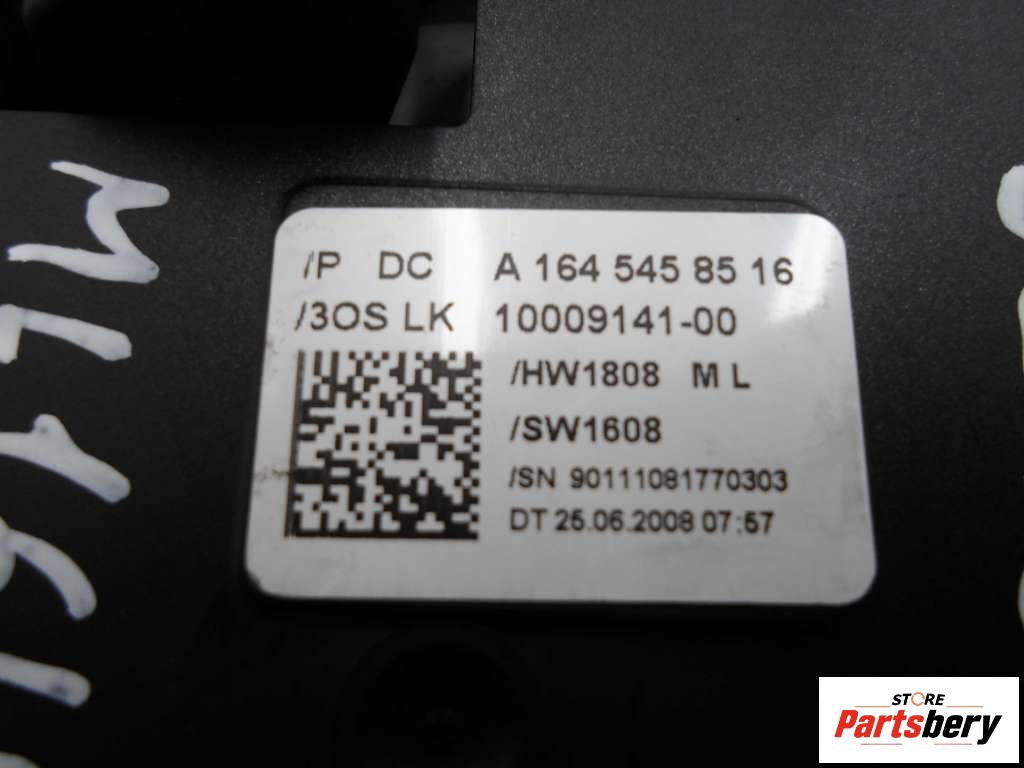 /P DC A 164 545 85 16
/3OS LK 10009141-00
/HW1808 M L
/SW1608
/SN 90111081770303
DT 25.06.2008 07:57
STORE
Partsbery